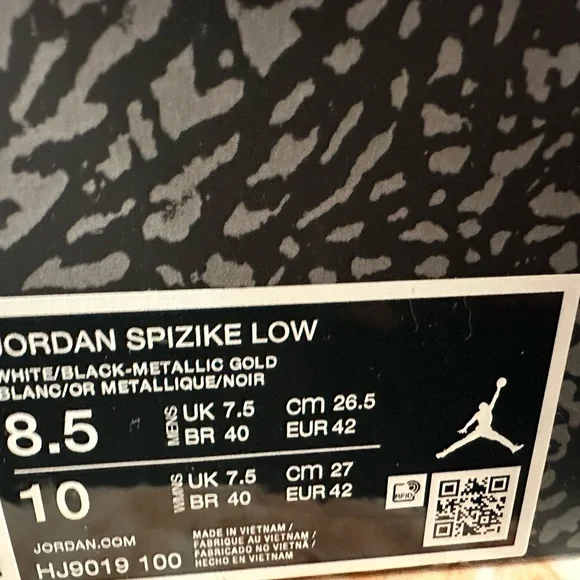 JORDAN SPIZIKE LOW
WHITE/BLACK-METALLIC GOLD
BLANC/OR METALLIQUE/NOIR
8.5 MENS UK 7.5 cm 26.5
BR 40 EUR 42
10 WMNS UK 7.5 cm 27
BR 40 EUR 42
RFID
JORDAN.COM
HJ9019 100
MADE IN VIETNAM /
FABRIQUE AU VIETNAM /
FABRICADO NO VIETNÃ /
HECHO EN VIETNAM